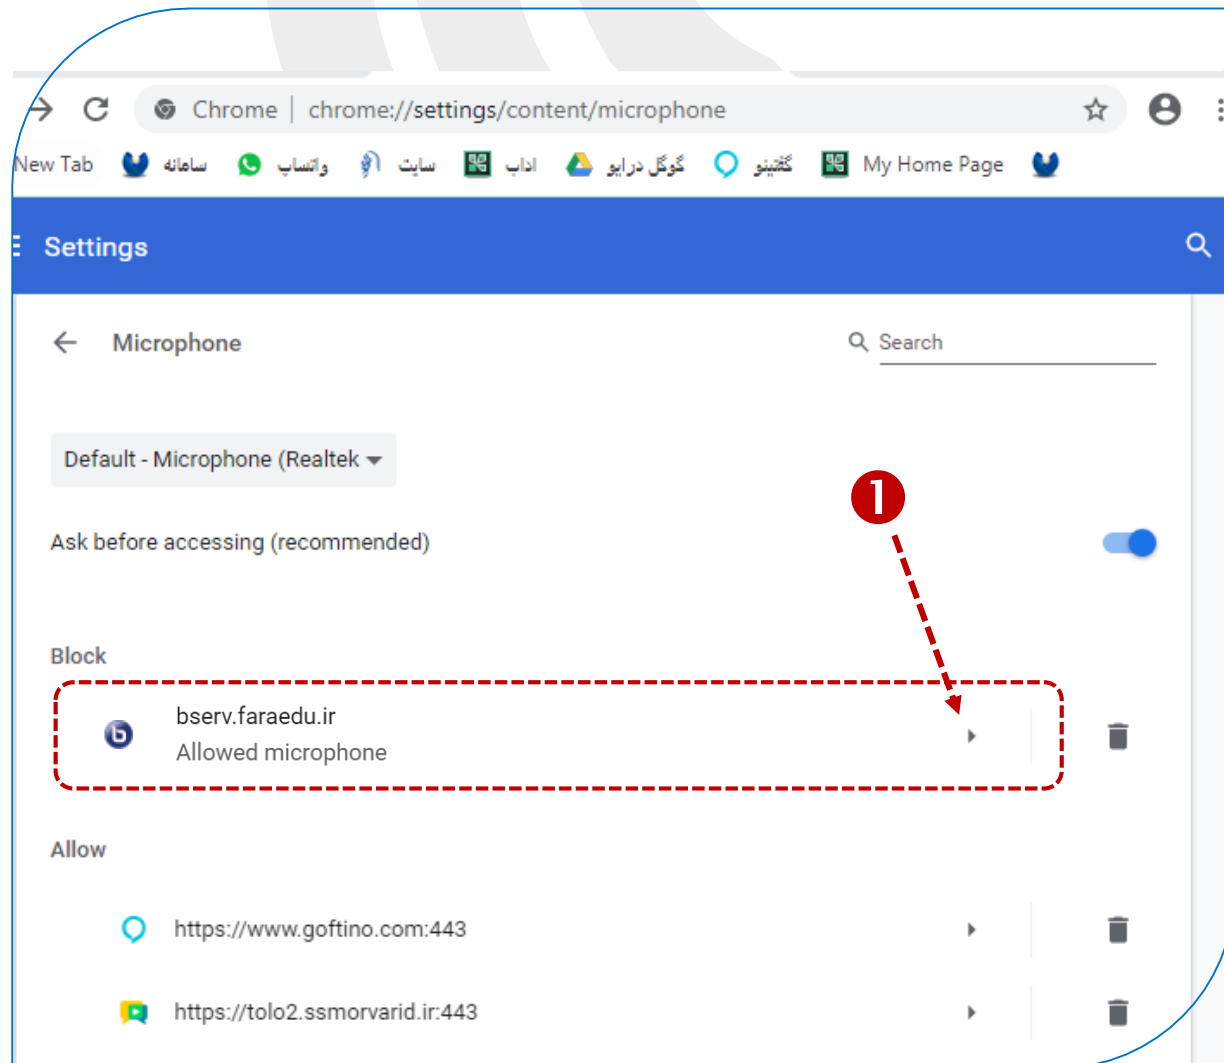 Chrome | chrome://settings/content/microphone
New Tab سامانه واتساپ سایت اداب گوگل درایو گفتینو My Home Page
Settings
Microphone Search
Default - Microphone (Realtek
1
Ask before accessing (recommended)
Block
bserv.faraedu.ir
Allowed microphone
Allow
https://www.goftino.com:443
https://tolo2.ssmorvarid.ir:443